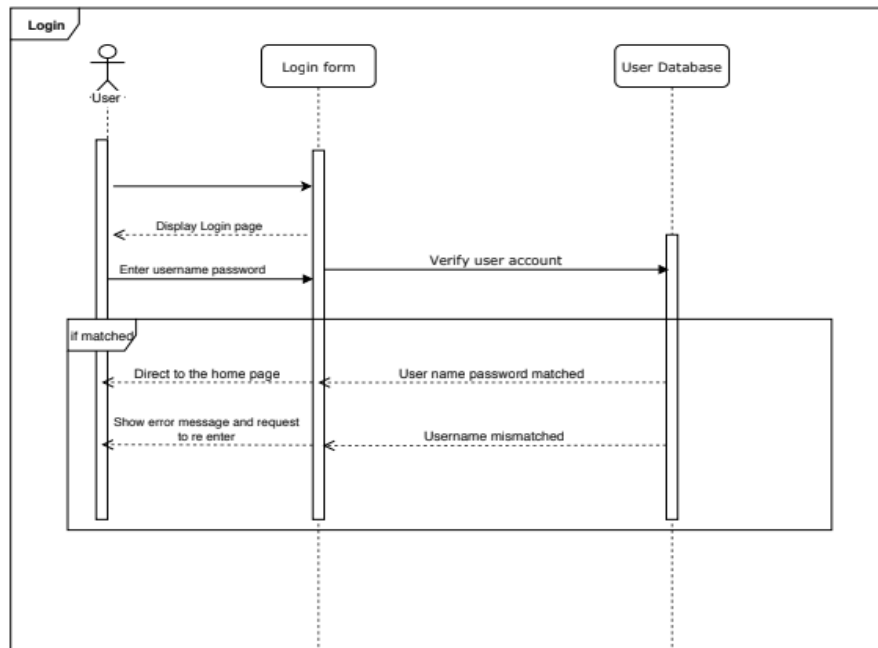 Login
Login form
User Database
User
Display Login page
Enter username password
Verify user account
if matched
Direct to the home page
User name password matched
Show error message and request
to re enter
Username mismatched